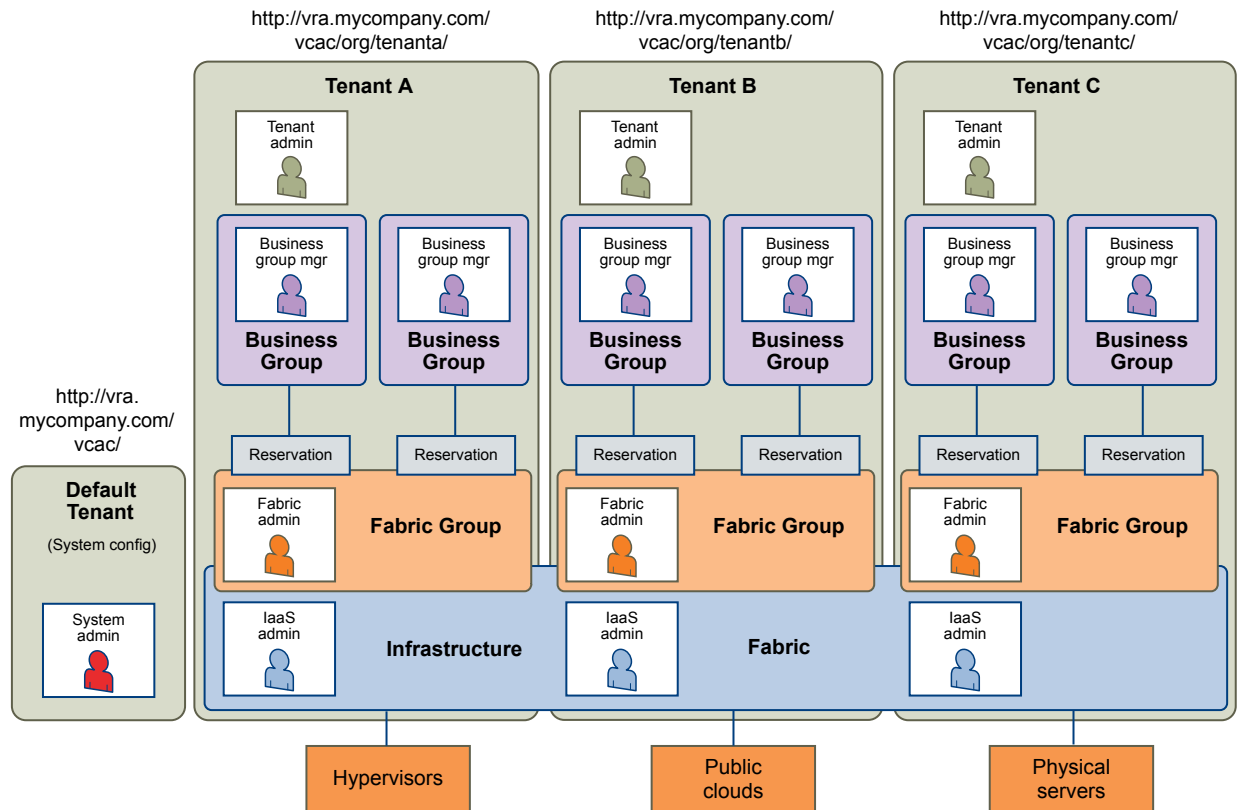 http://vra.mycompany.com/
vcac/org/tenanta/
http://vra.mycompany.com/
vcac/org/tenantb/
http://vra.mycompany.com/
vcac/org/tenantc/
Tenant A
Tenant B
Tenant C
Tenant
admin
Tenant
admin
Tenant
admin
Business
group mgr
Business
Group
Business
group mgr
Business
Group
Business
group mgr
Business
Group
Business
group mgr
Business
Group
Business
group mgr
Business
Group
Business
group mgr
Business
Group
http://vra.
mycompany.com/
vcac/
Reservation
Reservation
Reservation
Reservation
Reservation
Reservation
Default
Tenant
(System config)
System
admin
Fabric
admin
Fabric Group
Fabric
admin
Fabric Group
Fabric
admin
Fabric Group
IaaS
admin
Infrastructure
IaaS
admin
Fabric
IaaS
admin
Hypervisors
Public
clouds
Physical
servers